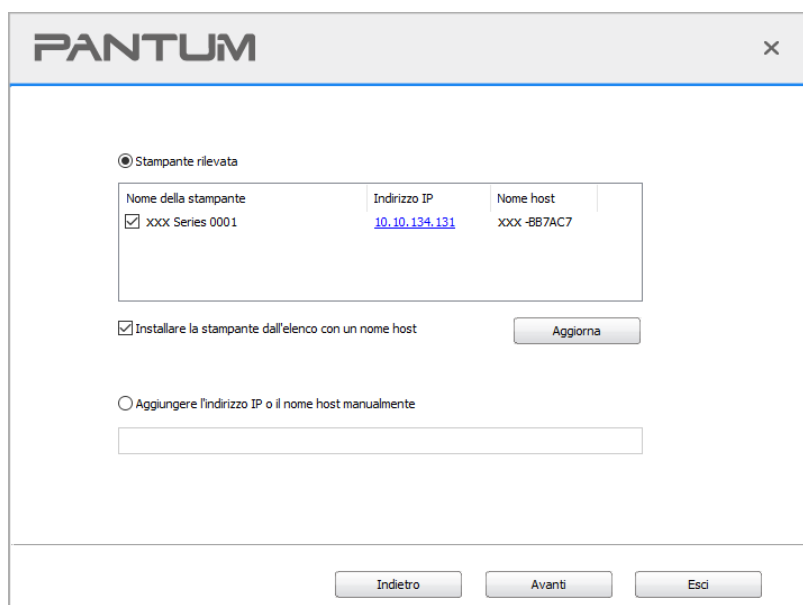 PANTUM
Stampante rilevata
Nome della stampante Indirizzo IP Nome host
XXX Series 0001 10.10.134.131 XXX -BB7AC7
Installare la stampante dall'elenco con un nome host
Aggiorna
Aggiungere l'indirizzo IP o il nome host manualmente
Indietro Avanti Esci